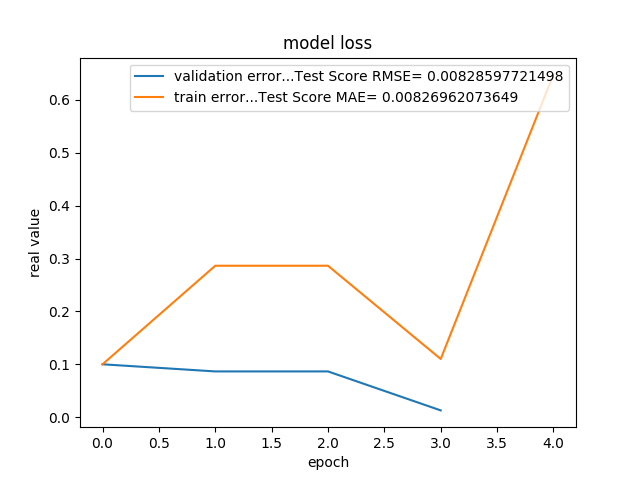 model loss
validation error...Test Score RMSE= 0.00828597721498
train error...Test Score MAE= 0.00826962073649
real value
0.6
0.5
0.4
0.3
0.2
0.1
0.0
0.0 0.5 1.0 1.5 2.0 2.5 3.0 3.5 4.0
epoch